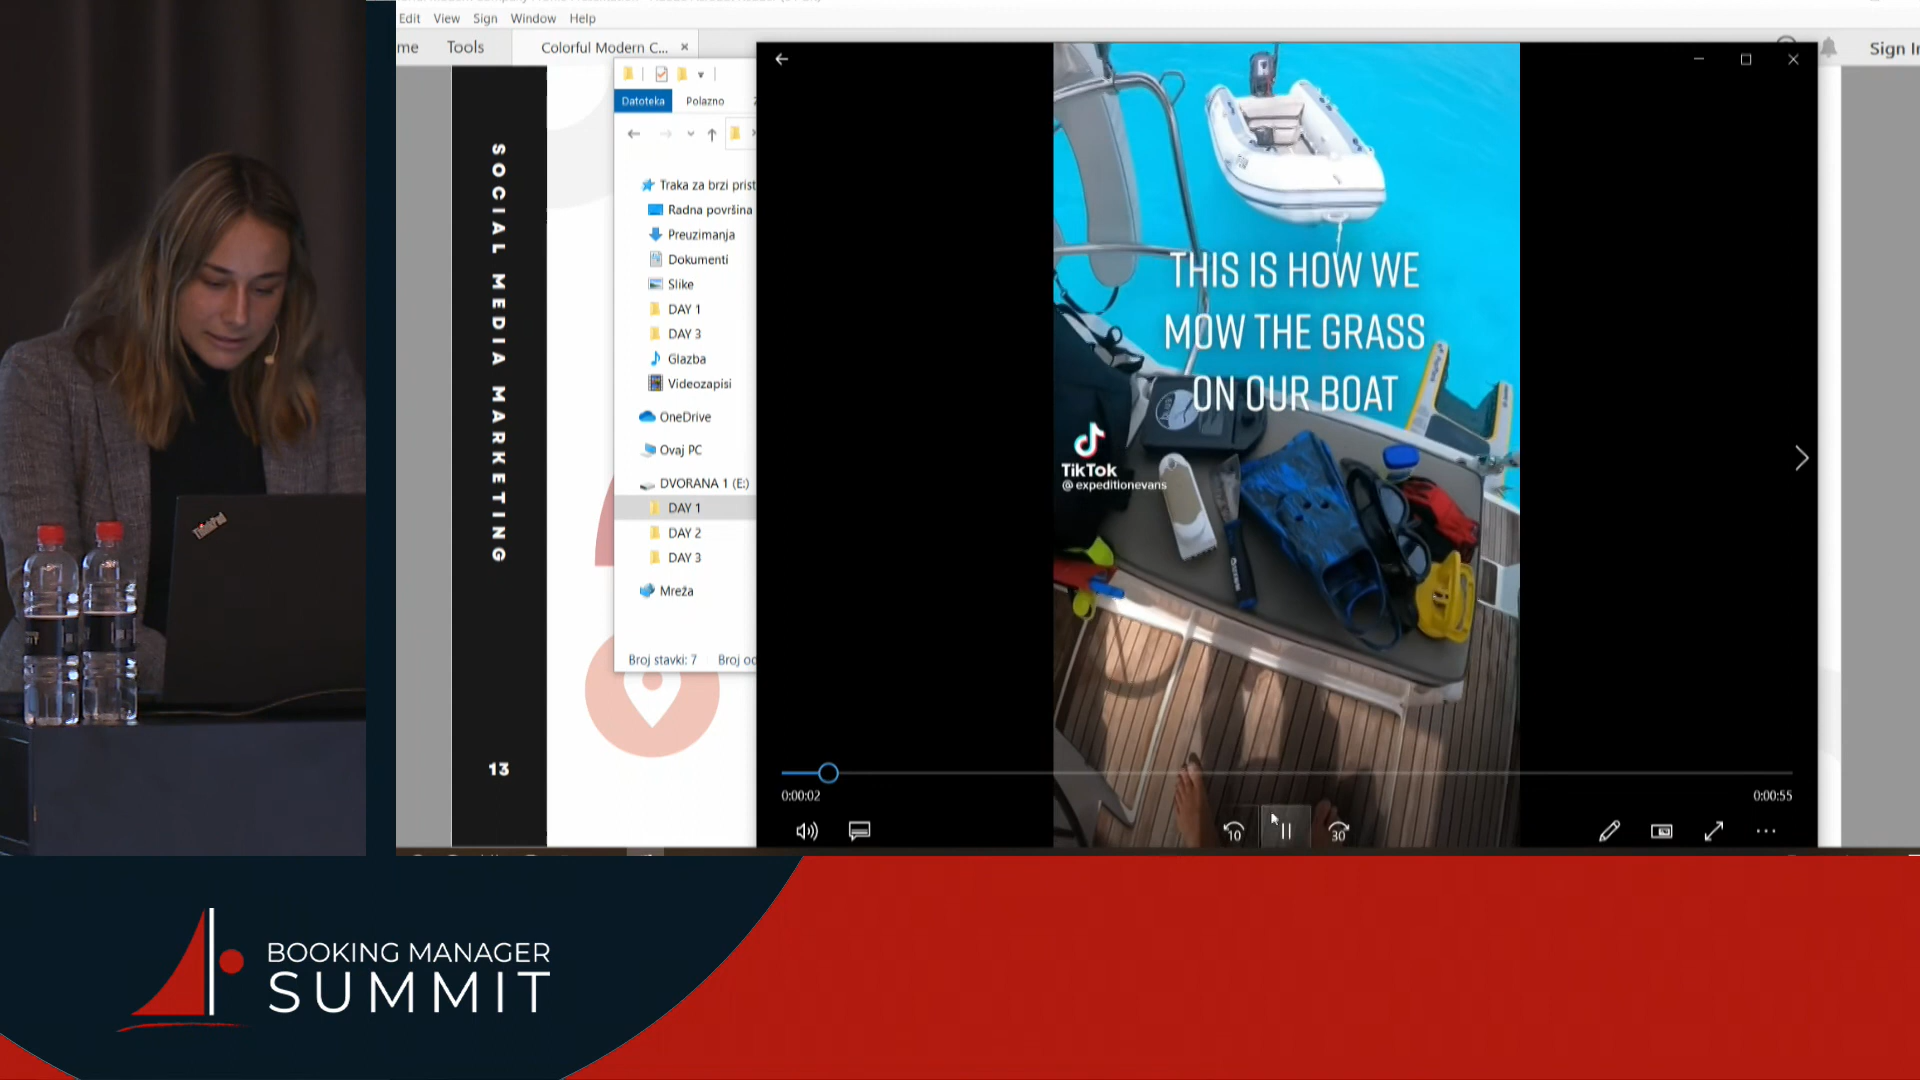 Edit View Sign Window Help
me Tools Colorful Modern C... ×
Sign In
Datoteka Polazno
Traka za brzi prist
Radna površina
Preuzimanja
Dokumenti
Slike
DAY 1
DAY 3
Glazba
Videozapisi
OneDrive
Ovaj PC
DVORANA 1 (E:)
DAY 1
DAY 2
DAY 3
Mreža
Broj stavki: 7 Broj od
SOCIAL MEDIA MARKETING
13
THIS IS HOW WE
MOW THE GRASS
ON OUR BOAT
TikTok
@expeditionevans
0:00:02
0:00:55
10
30
BOOKING MANAGER
SUMMIT